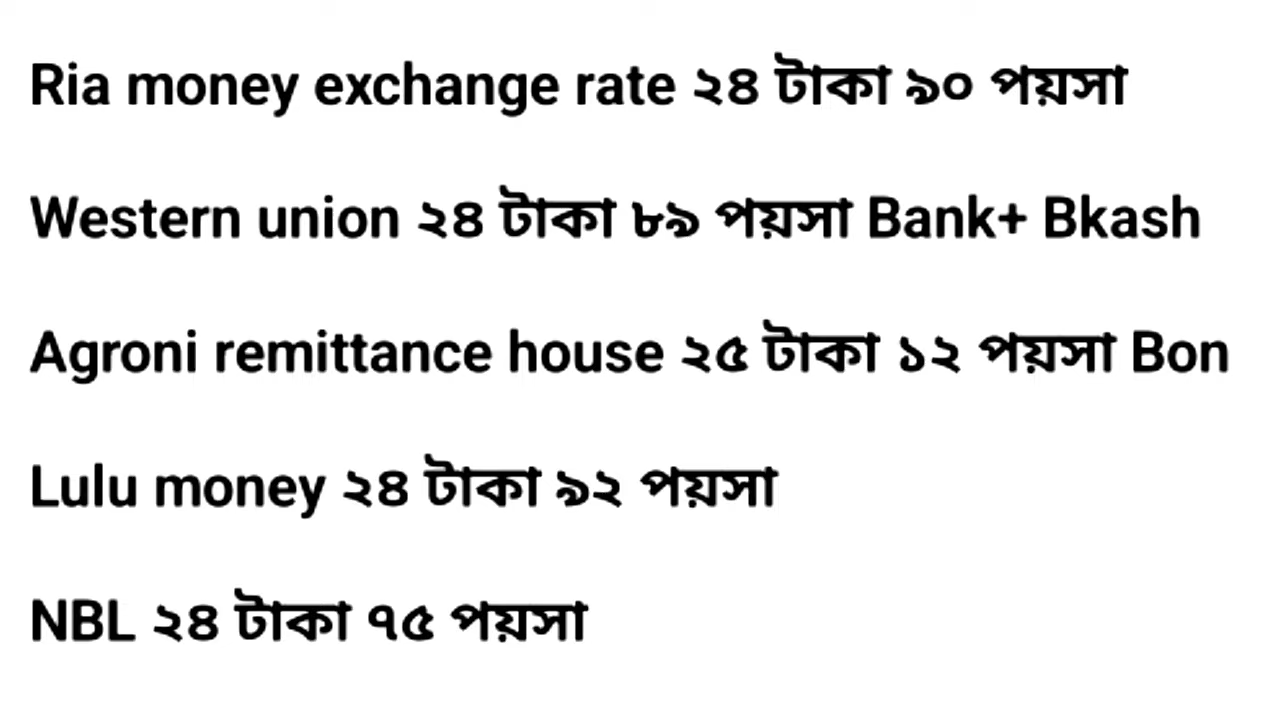 Ria money exchange rate ২৪ টাকা ৯০ পয়সা
Western union ২৪ টাকা ৮৯ পয়সা Bank+ Bkash
Agroni remittance house ২৫ টাকা ১২ পয়সা Bon
Lulu money ২৪ টাকা ৯২ পয়সা
NBL ২৪ টাকা ৭৫ পয়সা